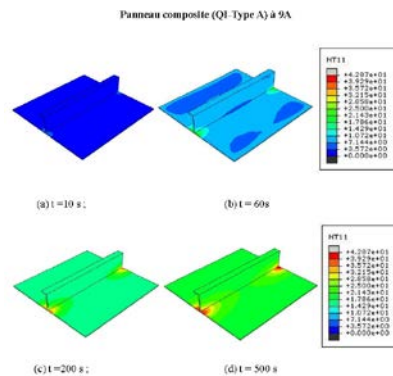 Panneau composite (QI-Type A) à 9A
NT11
+4.287e+01
+3.929e+01
+3.572e+01
+3.215e+01
+2.858e+01
+2.500e+01
+2.143e+01
+1.786e+01
+1.429e+01
+1.072e+01
+7.144e+00
+3.572e+00
+0.000e+00
(a) t =10 s ;
(b) t = 60s
NT11
+4.287e+01
+3.929e+01
+3.572e+01
+3.215e+01
+2.858e+01
+2.500e+01
+2.143e+01
+1.786e+01
+1.429e+01
+1.072e+01
+7.144e+00
+3.572e+00
+0.000e+00
(c) t =200 s ;
(d) t = 500 s